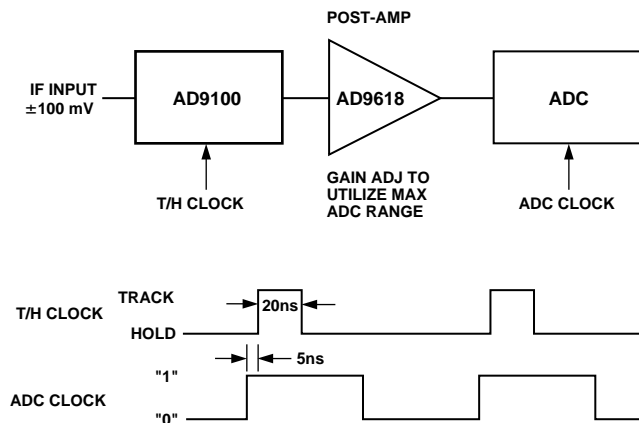 POST-AMP
IF INPUT
±100 mV
AD9100
AD9618
ADC
T/H CLOCK
GAIN ADJ TO
UTILIZE MAX
ADC RANGE
ADC CLOCK
T/H CLOCK
TRACK
20ns
HOLD
5ns
ADC CLOCK
"1"
"0"